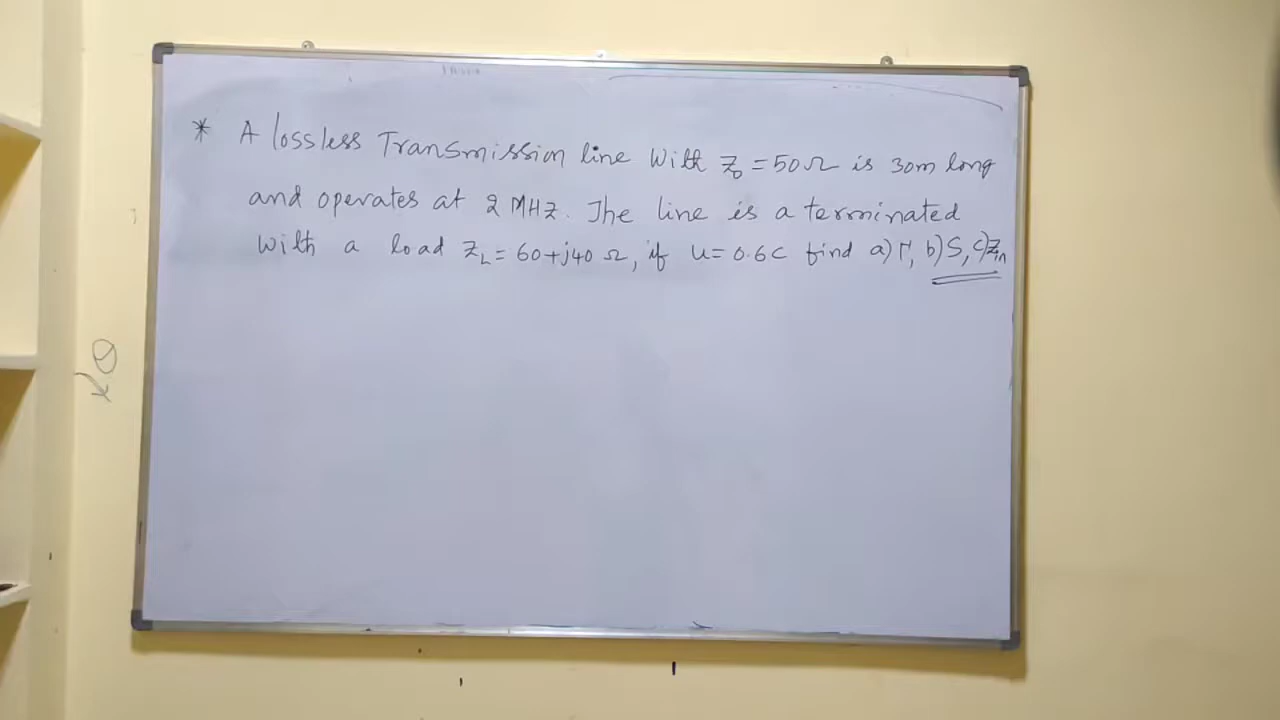 * A lossless Transmission line with Z₀ = 50Ω is 30m long
and operates at 2 MHz. The line is a terminated
with a load Z_L = 60+j40 Ω, if u = 0.6c find a) Γ, b) S, c) Z_in